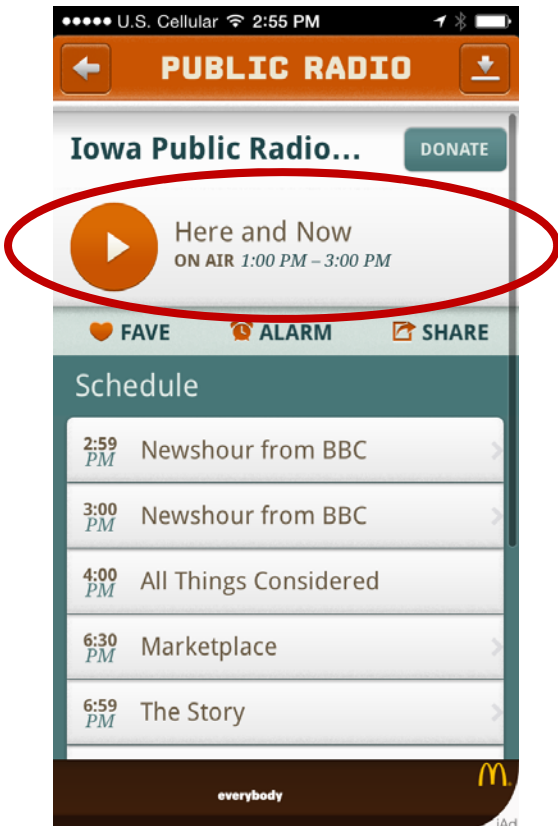 U.S. Cellular 2:55 PM
PUBLIC RADIO
Iowa Public Radio...
DONATE
Here and Now
ON AIR 1:00 PM – 3:00 PM
FAVE ALARM SHARE
Schedule
2:59 PM Newshour from BBC
3:00 PM Newshour from BBC
4:00 PM All Things Considered
6:30 PM Marketplace
6:59 PM The Story
everybody
iAd